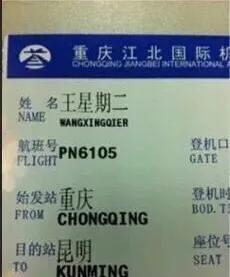 重庆江北国际机
CHONGQING JIANGBEI INTERNATIONAL A
姓 名 王星期二
NAME WANGXINGQIER
航班号 登机口
FLIGHT PN6105 GATE
始发站 重庆 登机时
FROM CHONGQING BOD.TI
目的站 昆明 座位号
TO KUNMING SEAT